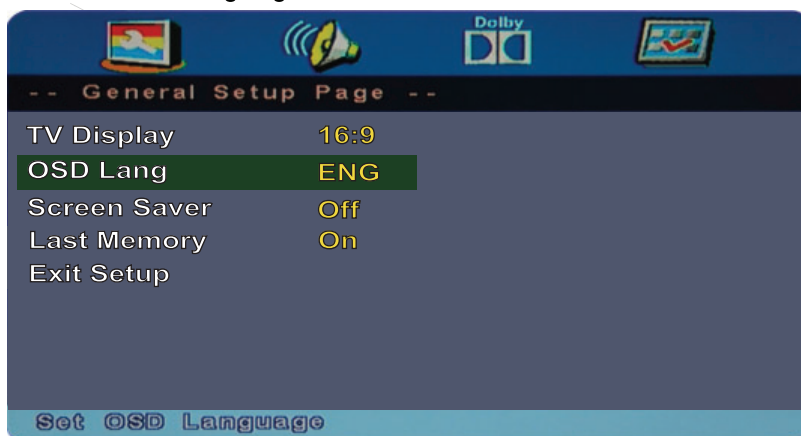 Dolby
-- General Setup Page --
TV Display 16:9
OSD Lang ENG
Screen Saver Off
Last Memory On
Exit Setup
Set OSD Language